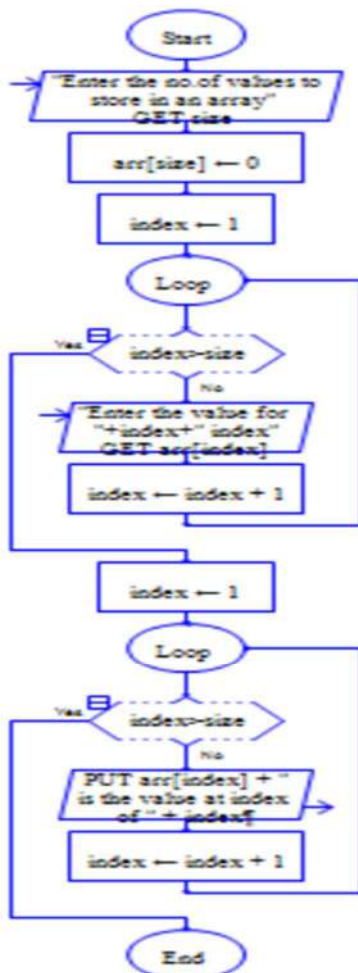 Start
"Enter the no.of values to
store in an array"
GET size
arr[size] ← 0
index ← 1
Loop
Yes
index>size
No
"Enter the value for
"+index+" index"
GET arr[index]
index ← index + 1
index ← 1
Loop
Yes
index>size
No
PUT arr[index] + "
is the value at index
of " + index¶
index ← index + 1
End